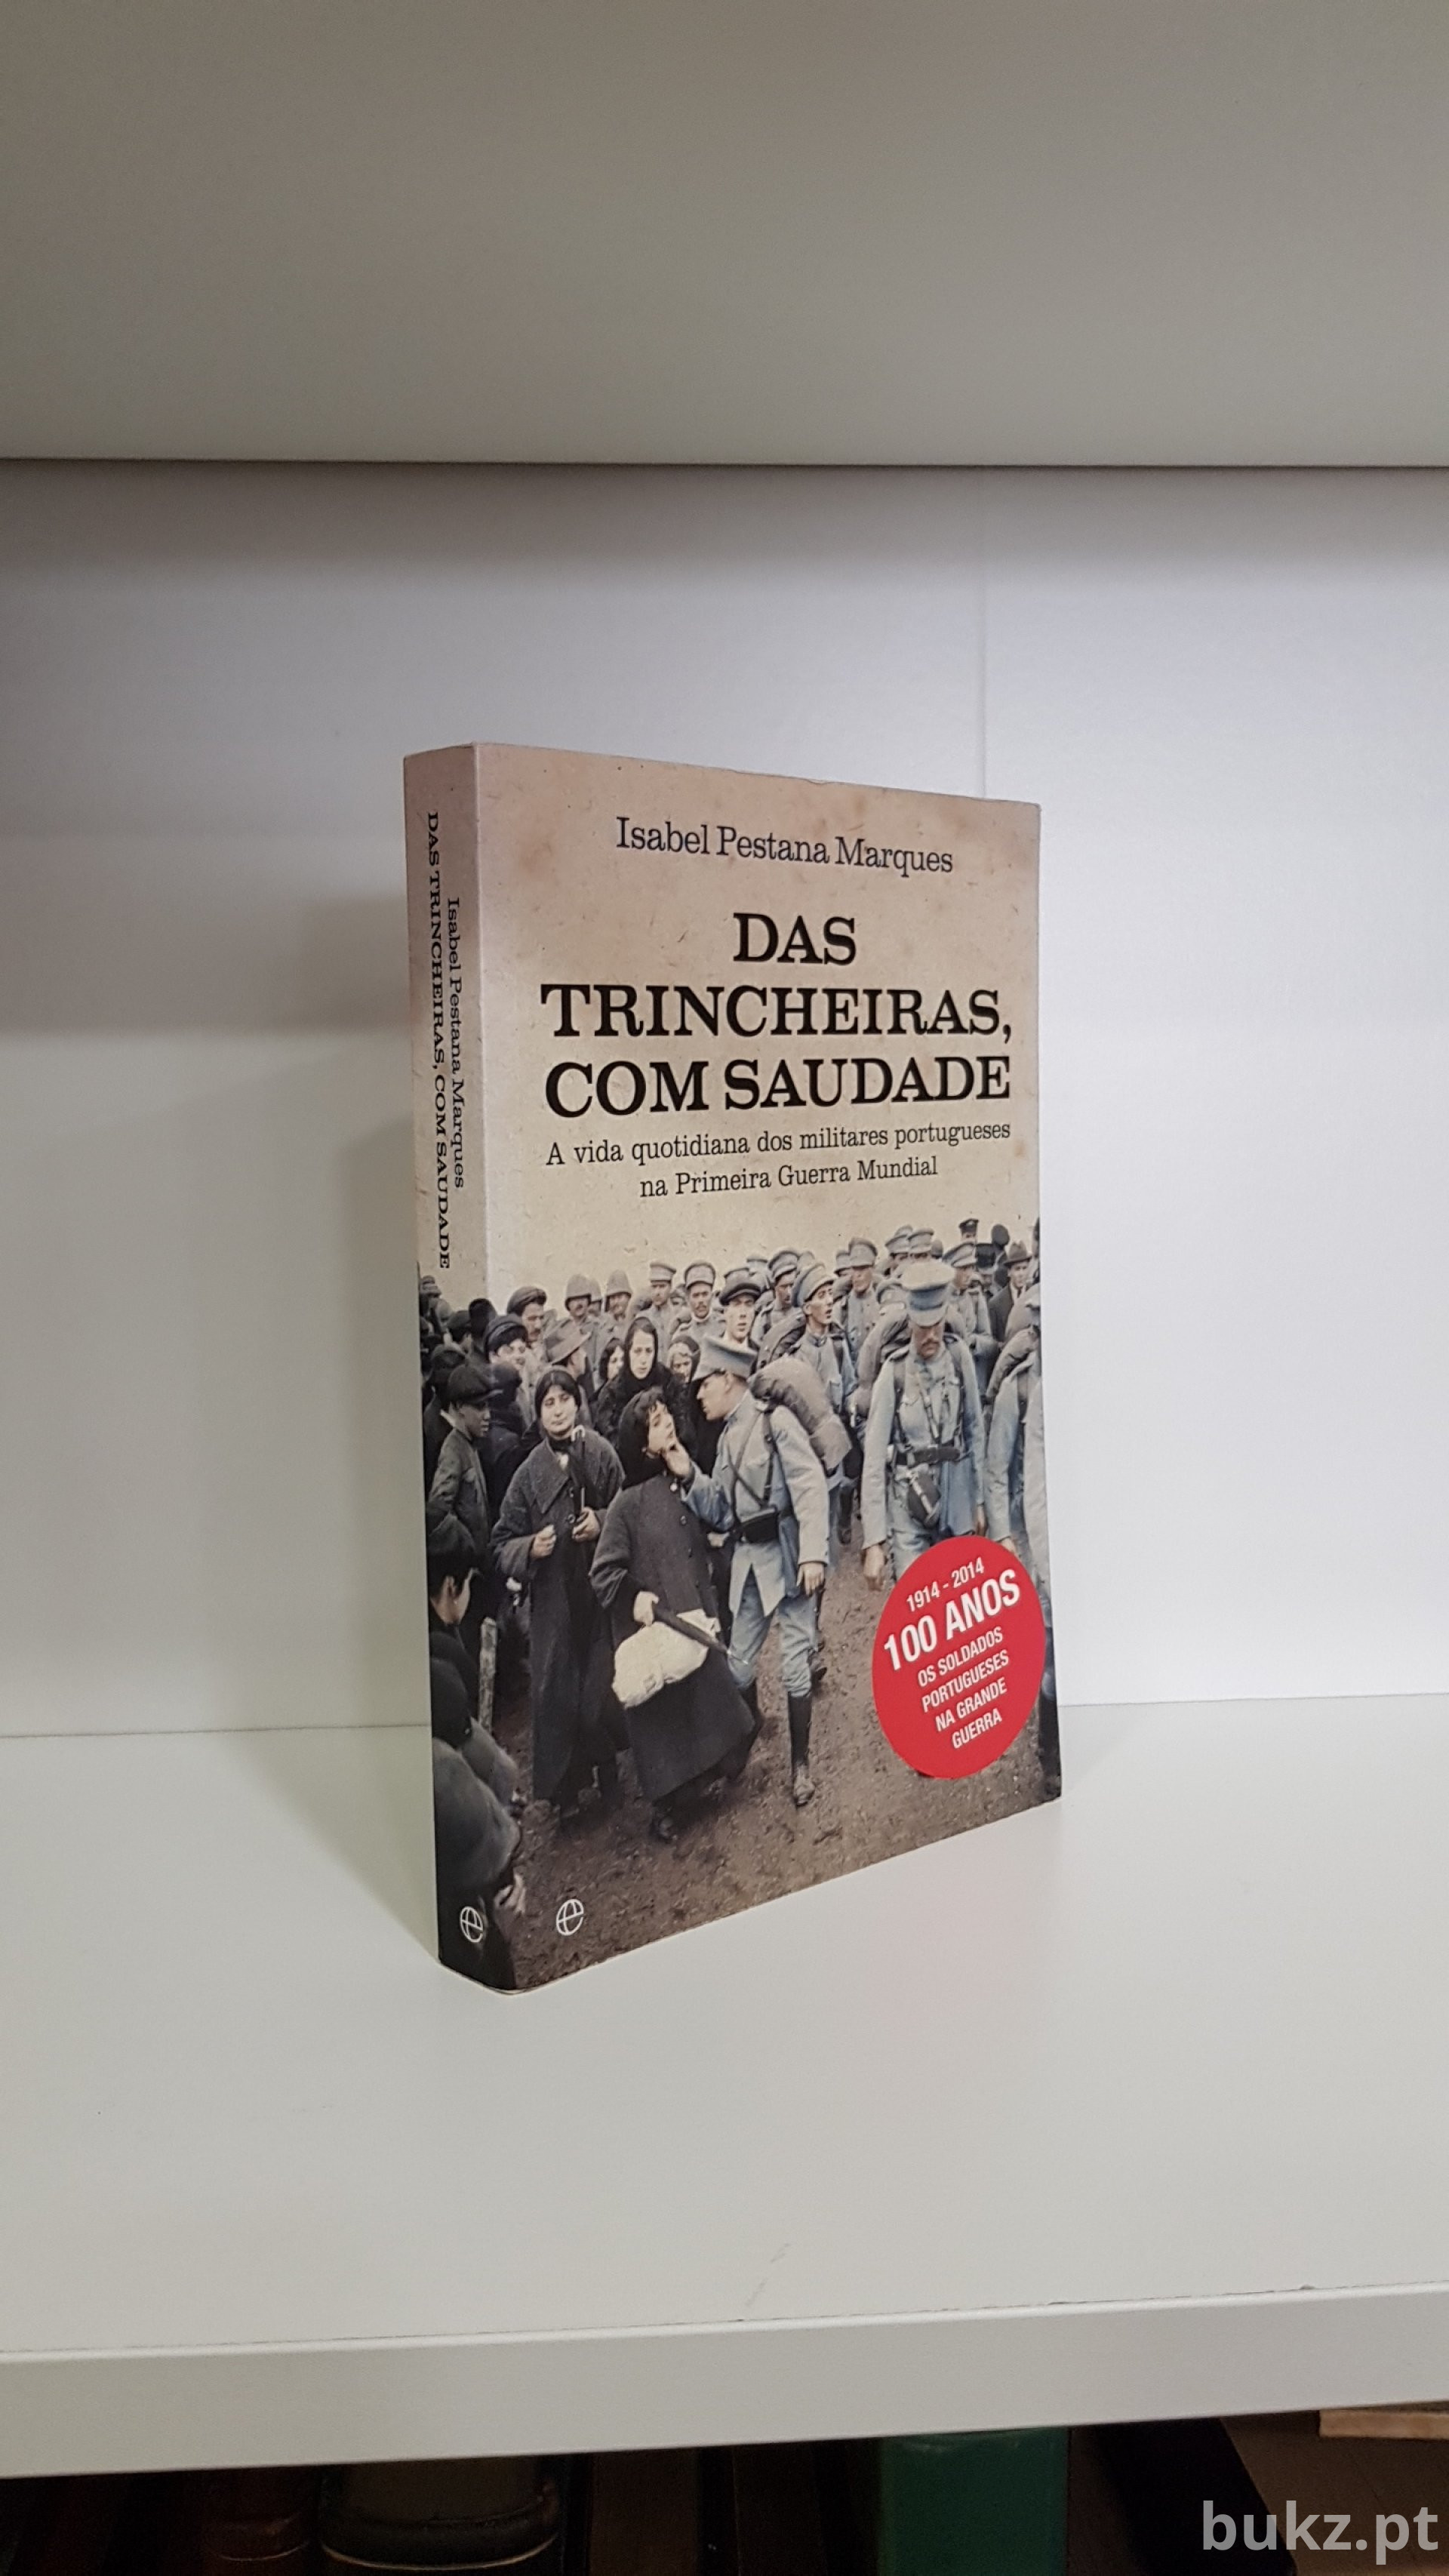 Isabel Pestana Marques
DAS TRINCHEIRAS, COM SAUDADE
Isabel Pestana Marques
DAS
TRINCHEIRAS,
COM SAUDADE
A vida quotidiana dos militares portugueses
na Primeira Guerra Mundial
1914 - 2014
100 ANOS
OS SOLDADOS
PORTUGUESES
NA GRANDE
GUERRA
bukz.pt